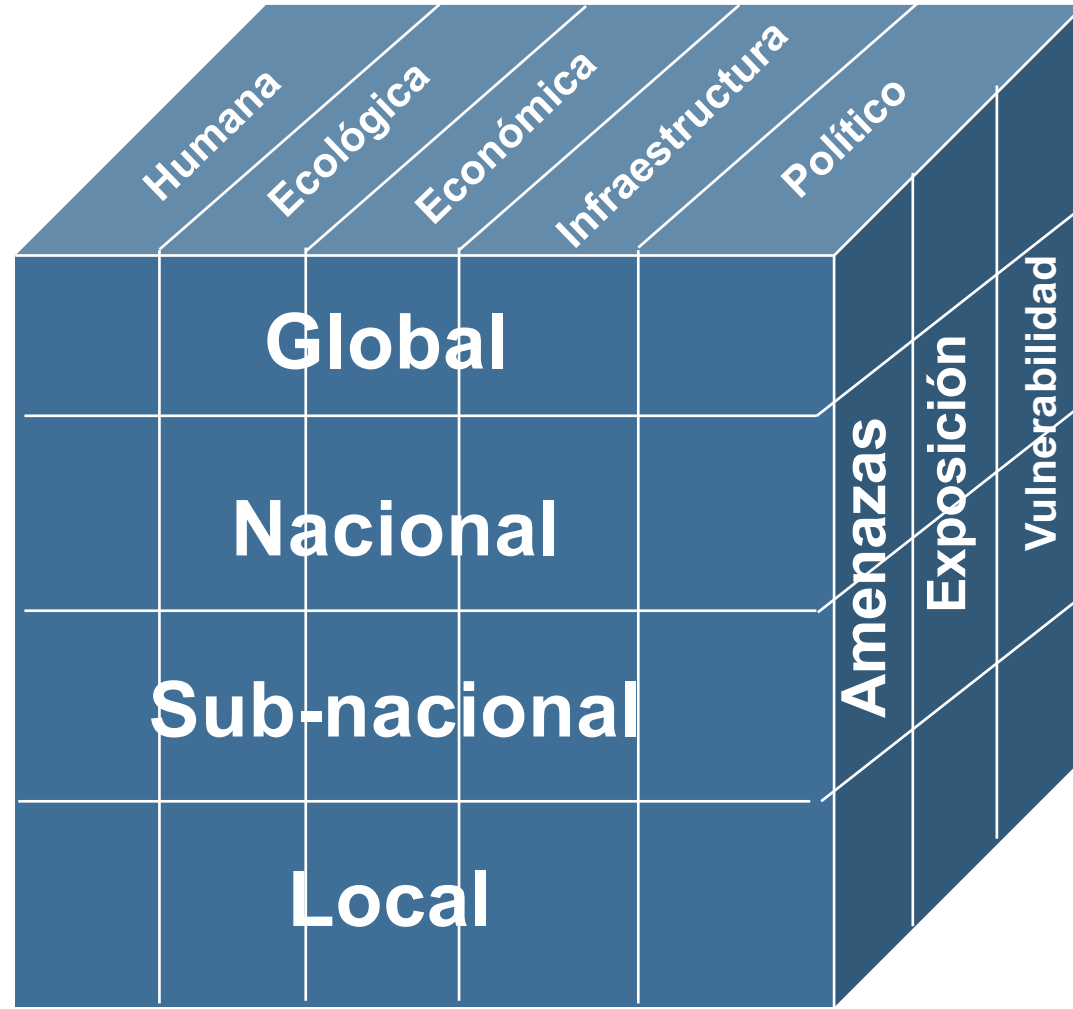 Humana
Ecológica
Económica
Infraestructura
Político
Global
Nacional
Sub-nacional
Local
Amenazas
Exposición
Vulnerabilidad